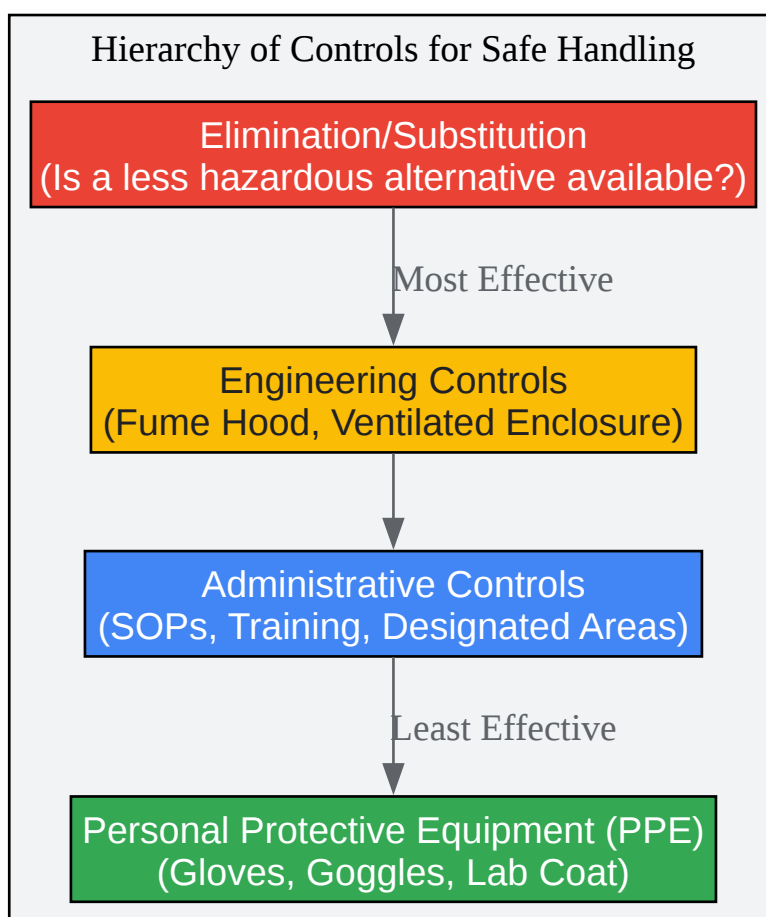 Hierarchy of Controls for Safe Handling
Elimination/Substitution
(Is a less hazardous alternative available?)
Most Effective
Engineering Controls
(Fume Hood, Ventilated Enclosure)
Administrative Controls
(SOPs, Training, Designated Areas)
Least Effective
Personal Protective Equipment (PPE)
(Gloves, Goggles, Lab Coat)